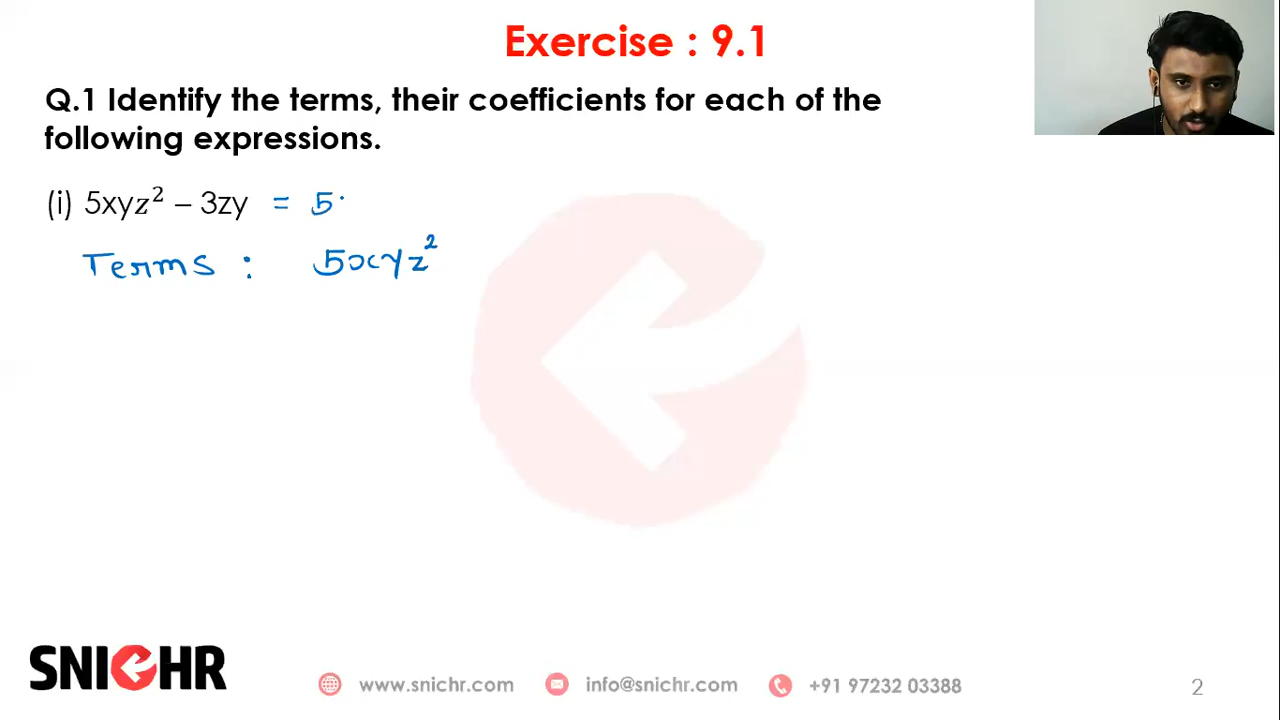 Exercise : 9.1
Q.1 Identify the terms, their coefficients for each of the
following expressions.
(i) 5xyz² – 3zy = 5·
Terms : 5xyz²
SNICHR
www.snichr.com info@snichr.com +91 97232 03388 2